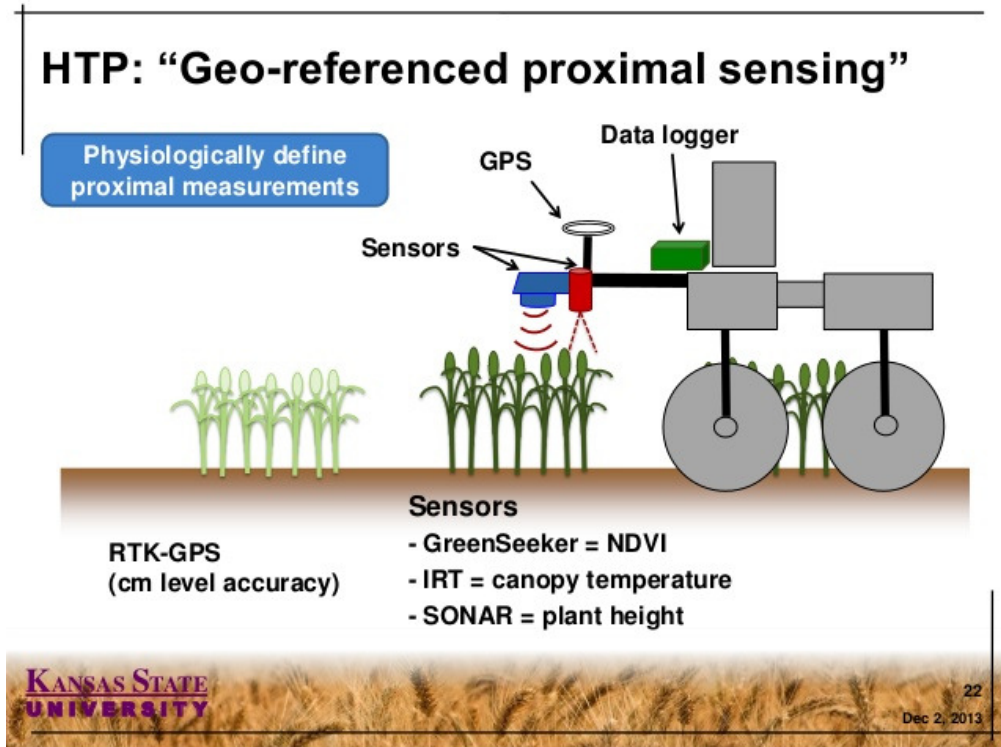 HTP: “Geo-referenced proximal sensing”
Physiologically define
proximal measurements
Data logger
GPS
Sensors
Sensors
- GreenSeeker = NDVI
- IRT = canopy temperature
- SONAR = plant height
RTK-GPS
(cm level accuracy)
KANSAS STATE
UNIVERSITY
22
Dec 2, 2013